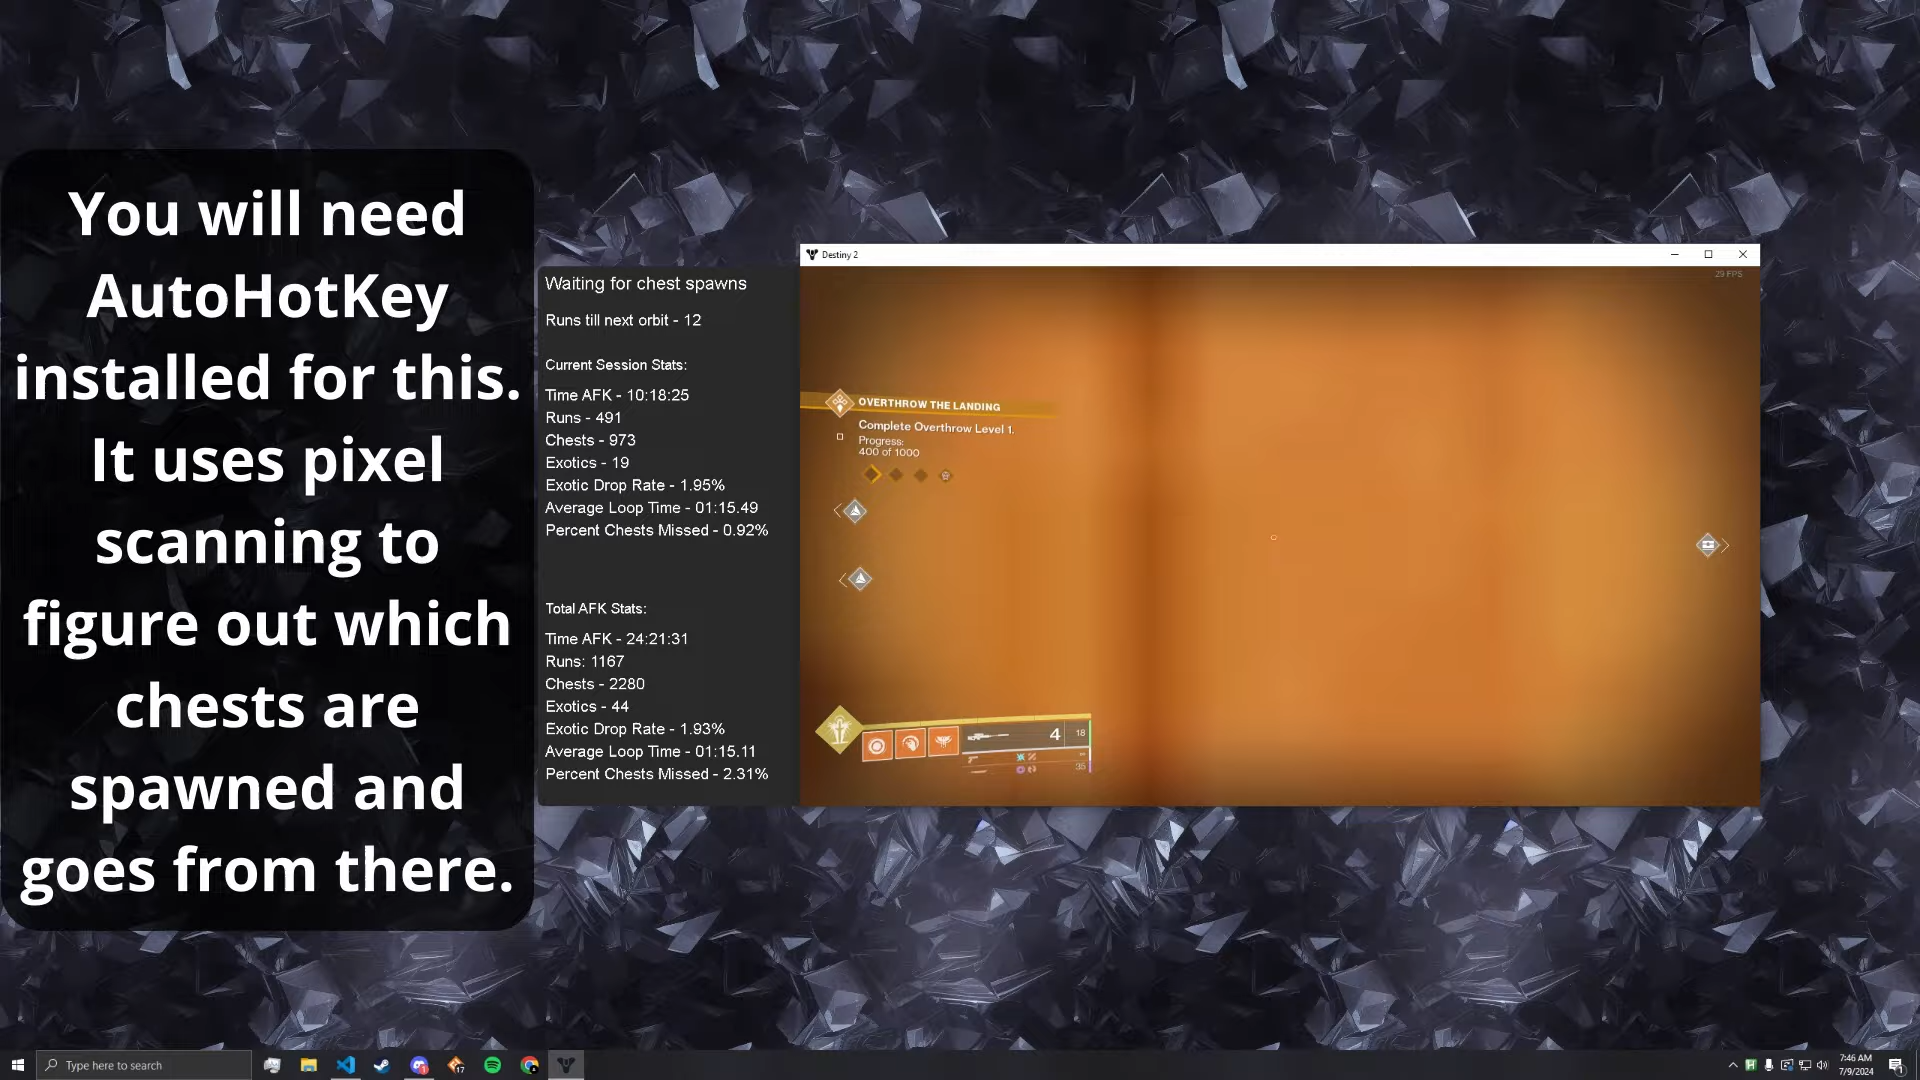 You will need
AutoHotKey
installed for this.
It uses pixel
scanning to
figure out which
chests are
spawned and
goes from there.
Waiting for chest spawns
Runs till next orbit - 12
Current Session Stats:
Time AFK - 10:18:25
Runs - 491
Chests - 973
Exotics - 19
Exotic Drop Rate - 1.95%
Average Loop Time - 01:15.49
Percent Chests Missed - 0.92%
Total AFK Stats:
Time AFK - 24:21:31
Runs: 1167
Chests - 2280
Exotics - 44
Exotic Drop Rate - 1.93%
Average Loop Time - 01:15.11
Percent Chests Missed - 2.31%
Destiny 2
29 FPS
OVERTHROW THE LANDING
Complete Overthrow Level 1.
Progress:
400 of 1000
4
18
35
Type here to search
17
7:46 AM
7/9/2024